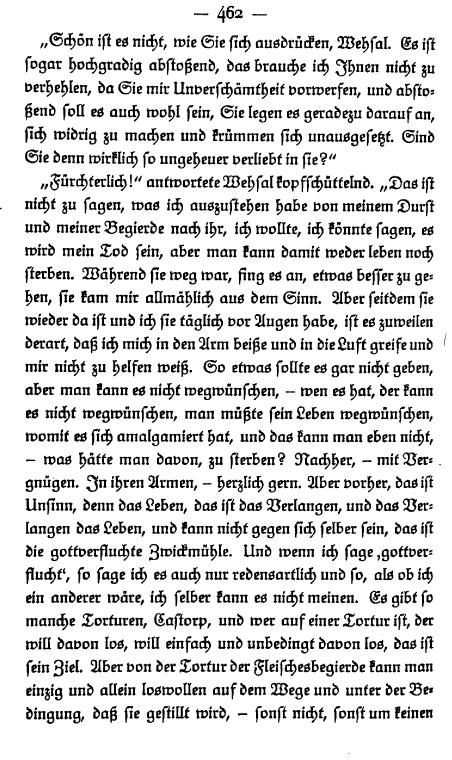 — 462 —
„Schön ist es nicht, wie Sie sich ausdrücken, Wehsal. Es ist
sogar hochgradig abstoßend, das brauche ich Ihnen nicht zu
verhehlen, da Sie mir Unverschämtheit vorwerfen, und absto-
ßend soll es auch wohl sein, Sie legen es geradezu darauf an,
sich widrig zu machen und krümmen sich unausgesetzt. Sind
Sie denn wirklich so ungeheuer verliebt in sie?“
„Fürchterlich!“ antwortete Wehsal kopfschüttelnd. „Das ist
nicht zu sagen, was ich auszustehen habe von meinem Durst
und meiner Begierde nach ihr, ich wollte, ich könnte sagen, es
wird mein Tod sein, aber man kann damit weder leben noch
sterben. Während sie weg war, fing es an, etwas besser zu ge-
hen, sie kam mir allmählich aus dem Sinn. Aber seitdem sie
wieder da ist und ich sie täglich vor Augen habe, ist es zuweilen
derart, daß ich mich in den Arm beiße und in die Luft greife und
mir nicht zu helfen weiß. So etwas sollte es gar nicht geben,
aber man kann es nicht wegwünschen, – wen es hat, der kann
es nicht wegwünschen, man müßte sein Leben wegwünschen,
womit es sich amalgamiert hat, und das kann man eben nicht,
– was hätte man davon, zu sterben? Nachher, – mit Ver-
gnügen. In ihren Armen, – herzlich gern. Aber vorher, das ist
Unsinn, denn das Leben, das ist das Verlangen, und das Ver-
langen das Leben, und kann nicht gegen sich selber sein, das ist
die gottverfluchte Zwickmühle. Und wenn ich sage ‚gottver-
flucht‘, so sage ich es auch nur redensartlich und so, als ob ich
ein anderer wäre, ich selber kann es nicht meinen. Es gibt so
manche Torturen, Castorp, und wer auf einer Tortur ist, der
will davon los, will einfach und unbedingt davon los, das ist
sein Ziel. Aber von der Tortur der Fleischesbegierde kann man
einzig und allein loswollen auf dem Wege und unter der Be-
dingung, daß sie gestillt wird, – sonst nicht, sonst um keinen